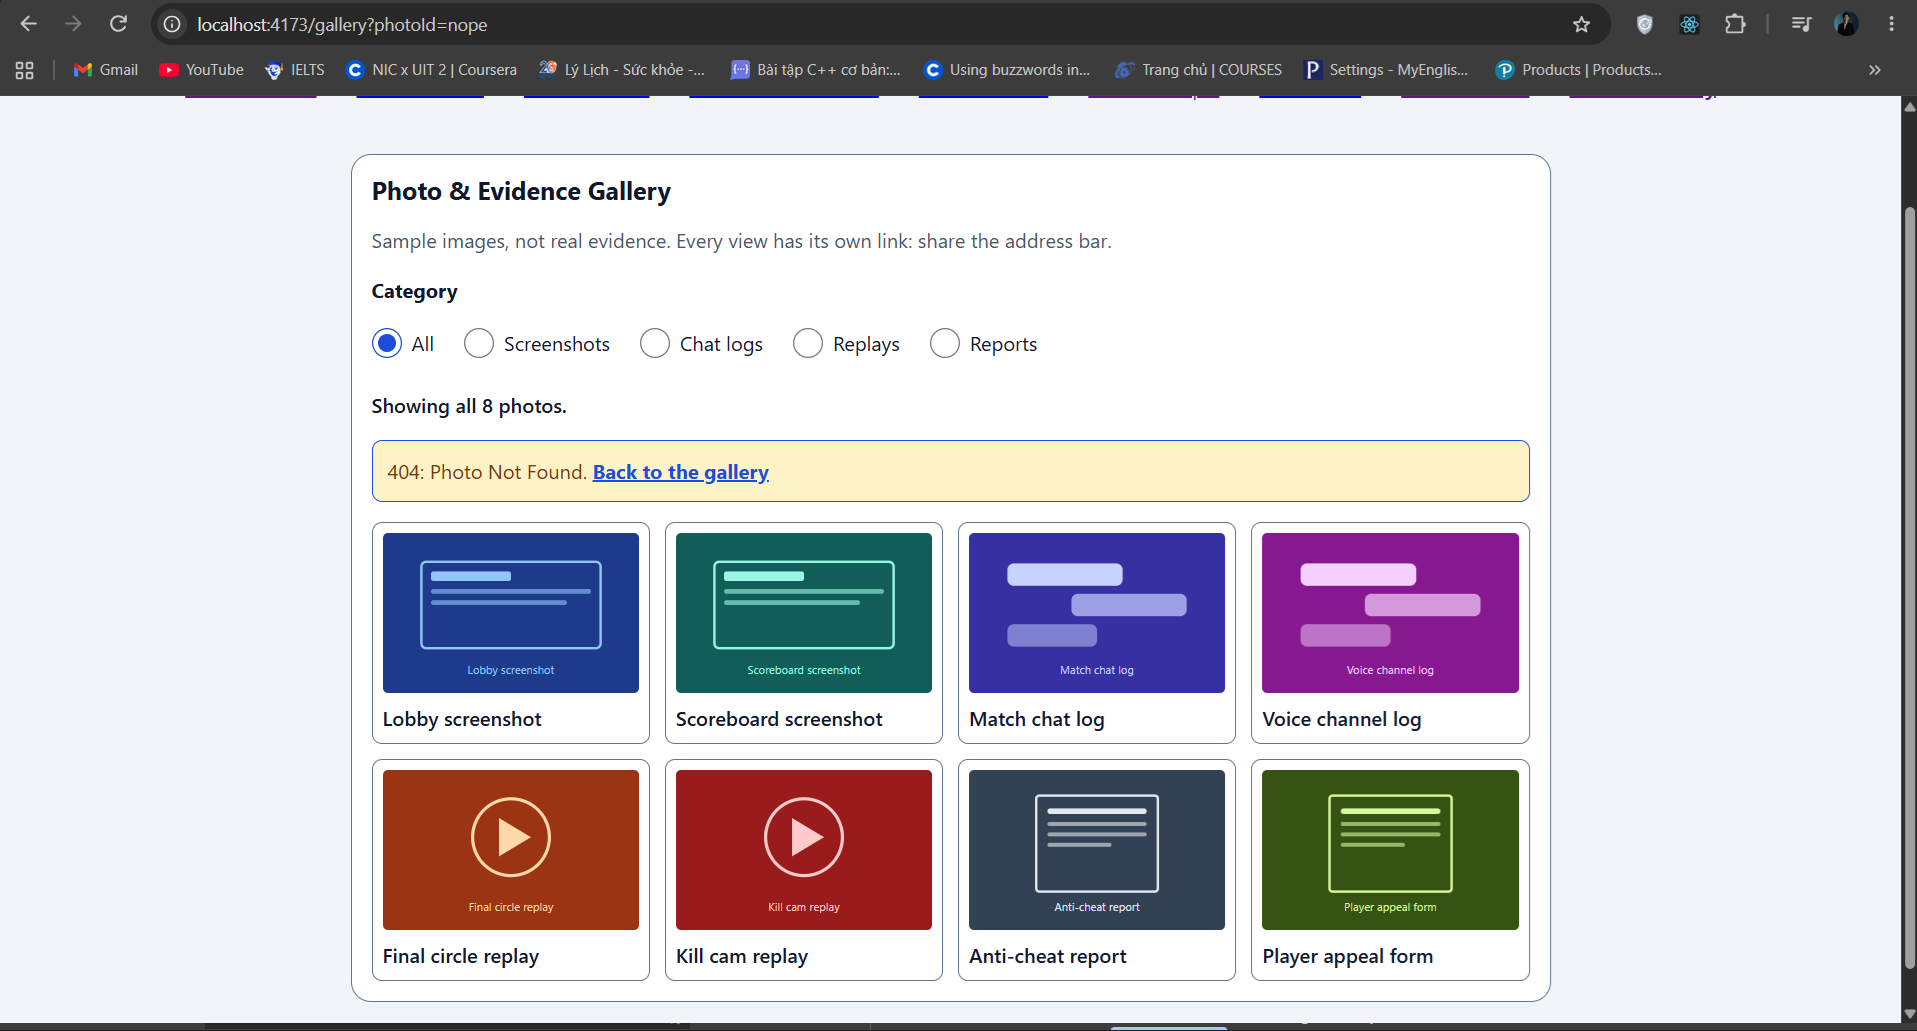 localhost:4173/gallery?photoId=nope
Gmail
YouTube
IELTS
NIC x UIT 2 | Coursera
Lý Lịch - Sức khỏe -...
Bài tập C++ cơ bản:...
Using buzzwords in...
Trang chủ | COURSES
Settings - MyEnglis...
Products | Products...
Photo & Evidence Gallery
Sample images, not real evidence. Every view has its own link: share the address bar.
Category
All
Screenshots
Chat logs
Replays
Reports
Showing all 8 photos.
404: Photo Not Found. Back to the gallery
Lobby screenshot
Scoreboard screenshot
Match chat log
Voice channel log
Lobby screenshot
Scoreboard screenshot
Match chat log
Voice channel log
Final circle replay
Kill cam replay
Anti-cheat report
Player appeal form
Final circle replay
Kill cam replay
Anti-cheat report
Player appeal form